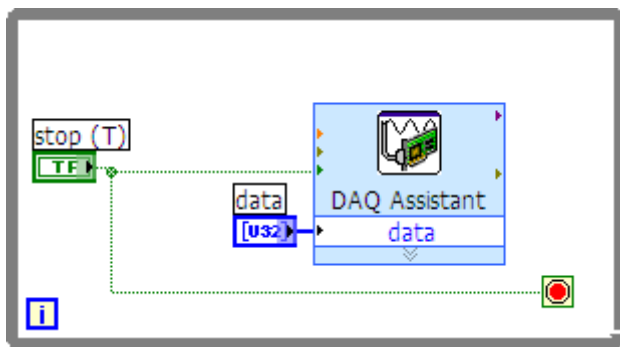 stop (T)
TF
data
[U32]
DAQ Assistant
data
i